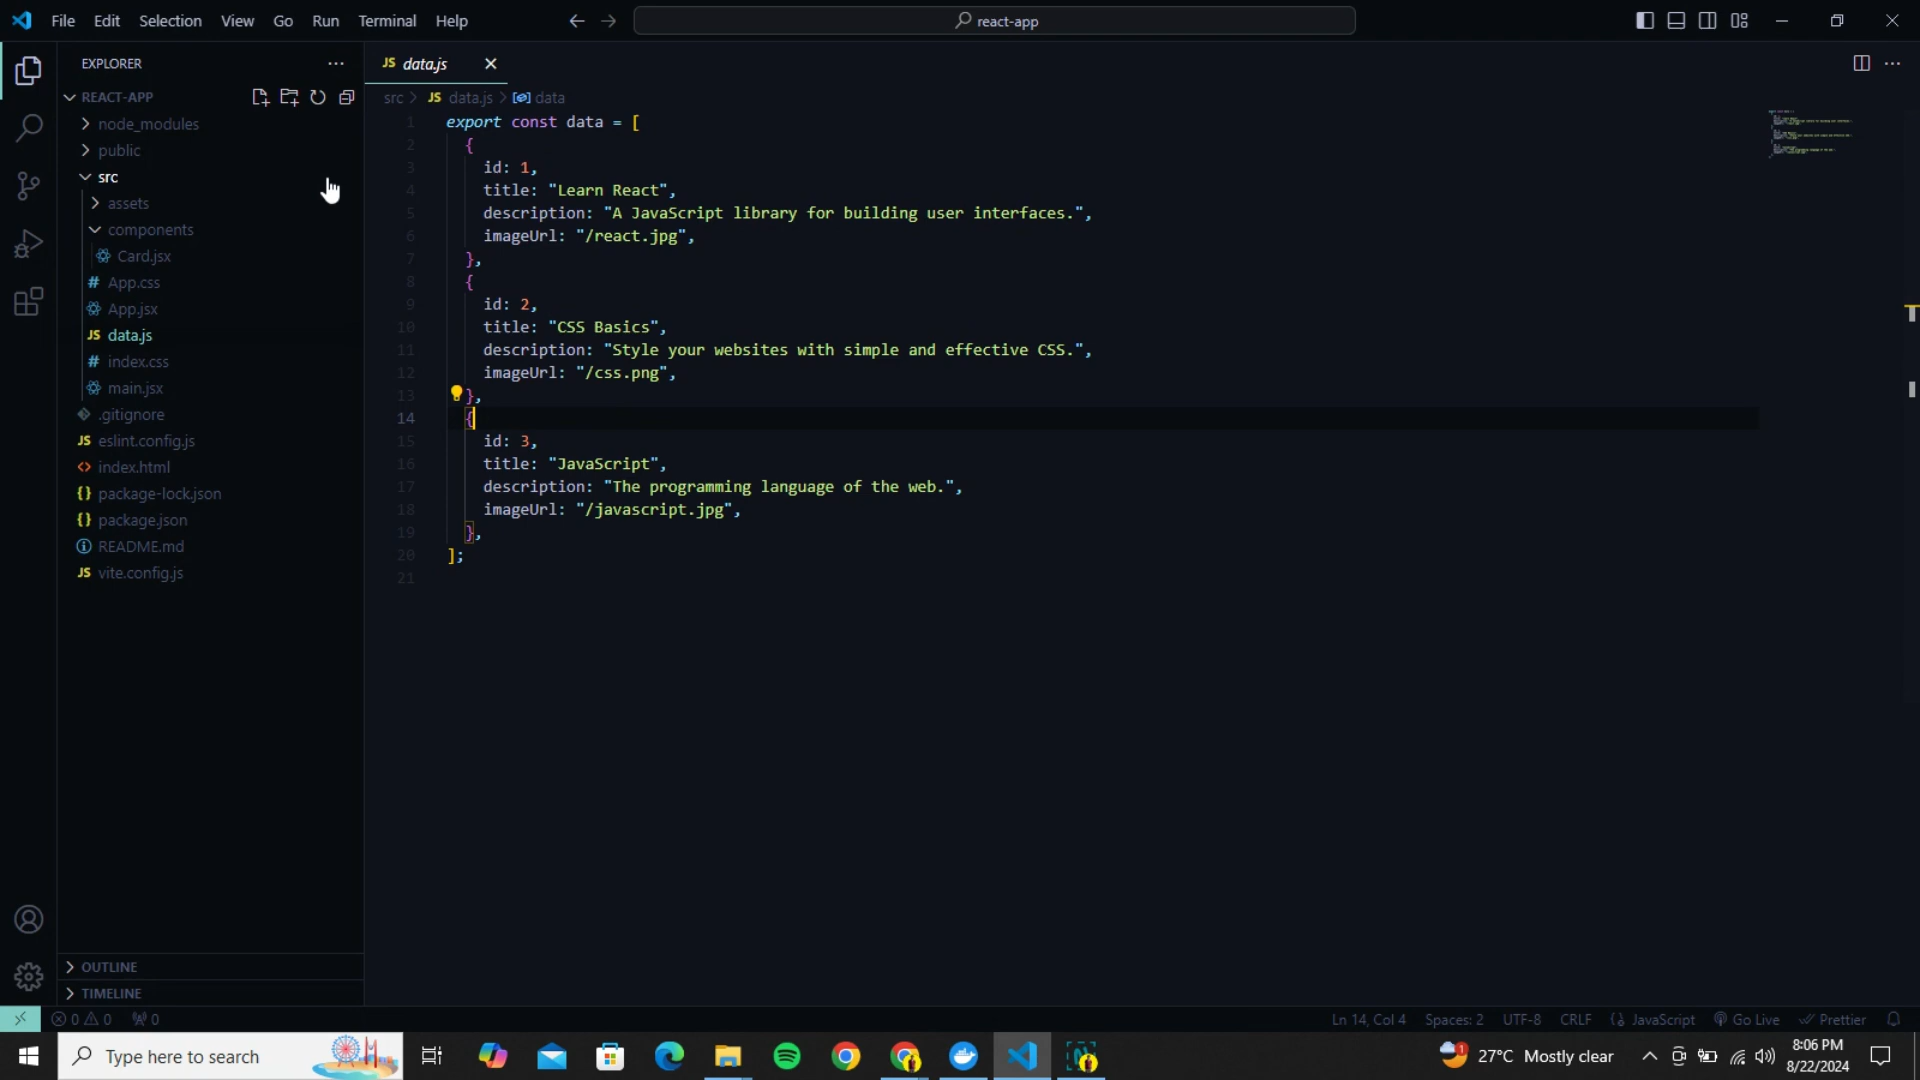 File Edit Selection View Go Run Terminal Help react-app
EXPLORER
JS data.js
REACT-APP
src > JS data.js > data
node_modules
public
src
assets
components
Card.jsx
# App.css
App.jsx
JS data.js
# index.css
main.jsx
.gitignore
JS eslint.config.js
<> index.html
{} package-lock.json
{} package.json
README.md
JS vite.config.js
OUTLINE
TIMELINE
1 export const data = [
2 {
3 id: 1,
4 title: "Learn React",
5 description: "A JavaScript library for building user interfaces.",
6 imageUrl: "/react.jpg",
7 },
8 {
9 id: 2,
10 title: "CSS Basics",
11 description: "Style your websites with simple and effective CSS.",
12 imageUrl: "/css.png",
13 },
14 {
15 id: 3,
16 title: "JavaScript",
17 description: "The programming language of the web.",
18 imageUrl: "/javascript.jpg",
19 },
20 ];
21
0 0 0 Ln 14, Col 4 Spaces: 2 UTF-8 CRLF {} JavaScript Go Live Prettier
Type here to search 1 27°C Mostly clear
8:06 PM
8/22/2024